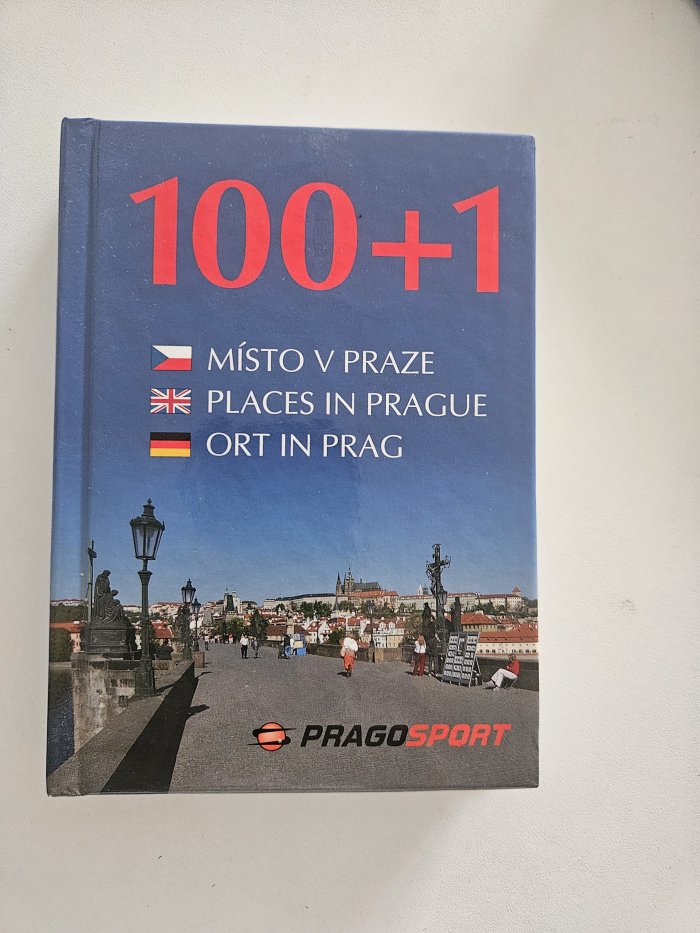 100+1
MÍSTO V PRAZE
PLACES IN PRAGUE
ORT IN PRAG
PRAGOSPORT